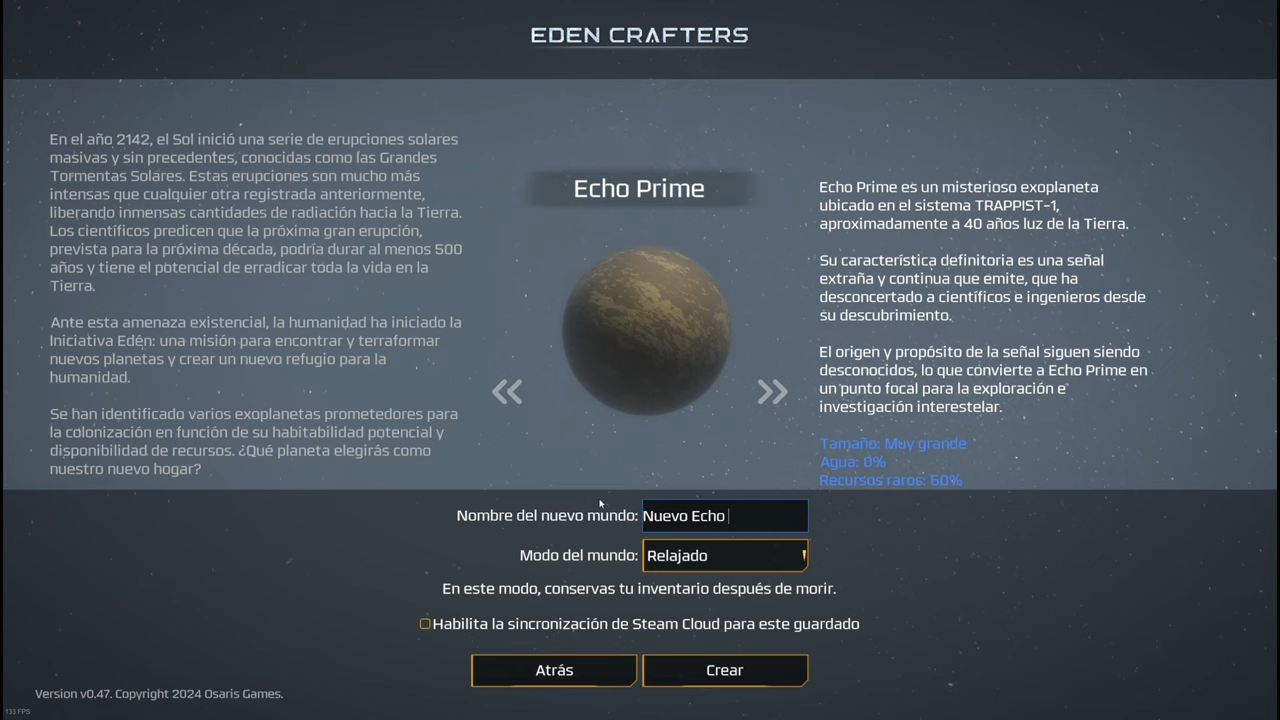 EDEN CRAFTERS
En el año 2142, el Sol inició una serie de erupciones solares
masivas y sin precedentes, conocidas como las Grandes
Tormentas Solares. Estas erupciones son mucho más
intensas que cualquier otra registrada anteriormente,
liberando inmensas cantidades de radiación hacia la Tierra.
Los científicos predicen que la próxima gran erupción,
prevista para la próxima década, podría durar al menos 500
años y tiene el potencial de erradicar toda la vida en la
Tierra.
Ante esta amenaza existencial, la humanidad ha iniciado la
Iniciativa Edén: una misión para encontrar y terraformar
nuevos planetas y crear un nuevo refugio para la
humanidad.
Se han identificado varios exoplanetas prometedores para
la colonización en función de su habitabilidad potencial y
disponibilidad de recursos. ¿Qué planeta elegirás como
nuestro nuevo hogar?
Echo Prime
Echo Prime es un misterioso exoplaneta
ubicado en el sistema TRAPPIST-1,
aproximadamente a 40 años luz de la Tierra.
Su característica definitoria es una señal
extraña y continua que emite, que ha
desconcertado a científicos e ingenieros desde
su descubrimiento.
El origen y propósito de la señal siguen siendo
desconocidos, lo que convierte a Echo Prime en
un punto focal para la exploración e
investigación interestelar.
Tamaño: Muy grande
Agua: 0%
Recursos raros: 60%
Nombre del nuevo mundo: Nuevo Echo
Modo del mundo: Relajado
En este modo, conservas tu inventario después de morir.
Habilita la sincronización de Steam Cloud para este guardado
Atrás Crear
Version v0.47. Copyright 2024 Osaris Games.
133 FPS